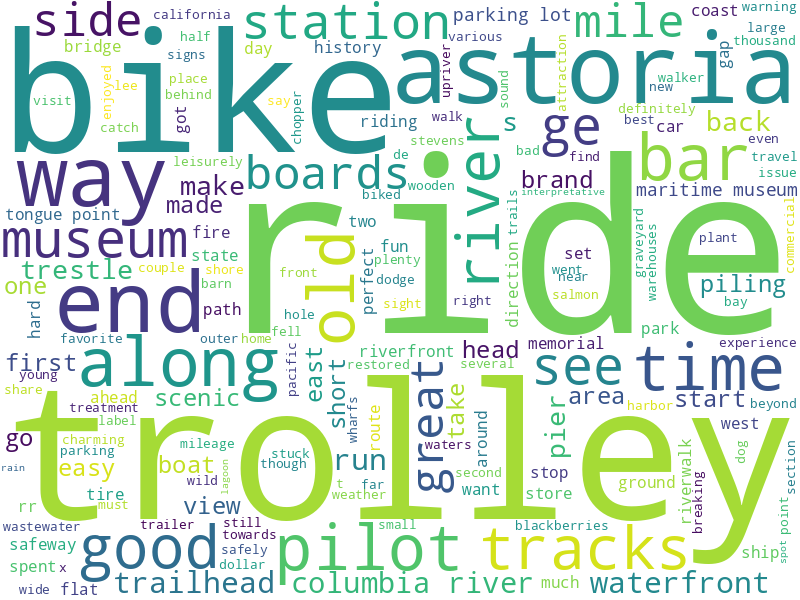 side california station parking lot mile coast warning
bridge half day history various large
signs thousand
bike astoria
visit enjoyed lee place behind got chopper say upriver sound attraction gap walker new
catch riding walk definitely
stevens s ge best car back even
way leisurely boards de river bad find bar travel
make biked wooden interpretative brand issue
tongue point made maritime museum
museum fire two trails plant
state ride set graveyard warehouses commercial
trestle couple shore old fun perfect direction went near piling
one barn front plenty dodge salmon bay
end path sight right park
hard hole
favorite outer home fell riverfront head memorial experience
first along pacific east short restored several see time
young
share ahead scenic great take area start beyond
treatment route wharfs around pier harbor
go label trolley waters west
charming mileage stuck run second riverwalk dog section
easy parking boat though stop
must wild lagoon t far want store ground breaking
rain tire weather
rr view
wastewater trailer still small blackberries point
safeway good towards pilot tracks ship spot
safely
spent x dollar
wide flat trailhead columbia river much waterfront